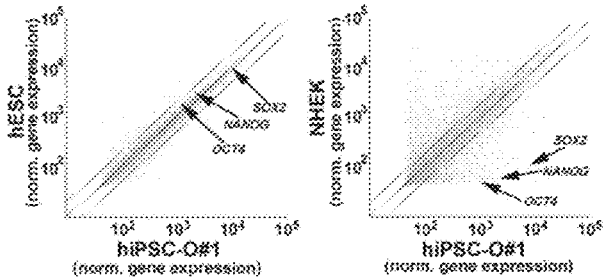 hESC
(norm. gene expression)
10⁵
10⁴
10³
10²
SOX2
NANOG
OCT4
10² 10³ 10⁴ 10⁵
hiPSC-O#1
(norm. gene expression)
NHEK
(norm. gene expression)
10⁵
10⁴
10³
10²
SOX2
NANOG
OCT4
10² 10³ 10⁴ 10⁵
hiPSC-O#1
(norm. gene expression)